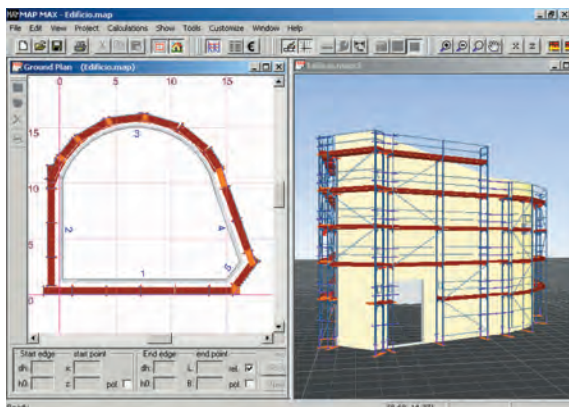 MAP MAX - Edificio.map
File Edit View Project Calculations Show Tools Customize Window Help
Ground Plan (Edificio.map)
0 5 10 15
15
10
5
0
3
2
4
5
1
Start edge start point End edge end point
dh: x: dh: L: rel.
h0: z: pol. h0: B: pol.